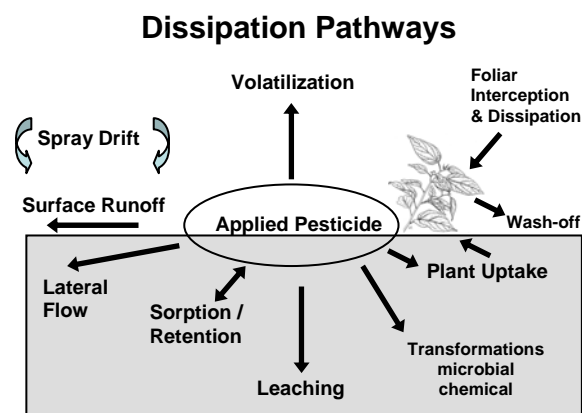 Dissipation Pathways
Volatilization
Foliar
Interception
& Dissipation
Spray Drift
Surface Runoff
Applied Pesticide
Wash-off
Lateral
Flow
Sorption /
Retention
Plant Uptake
Leaching
Transformations
microbial
chemical